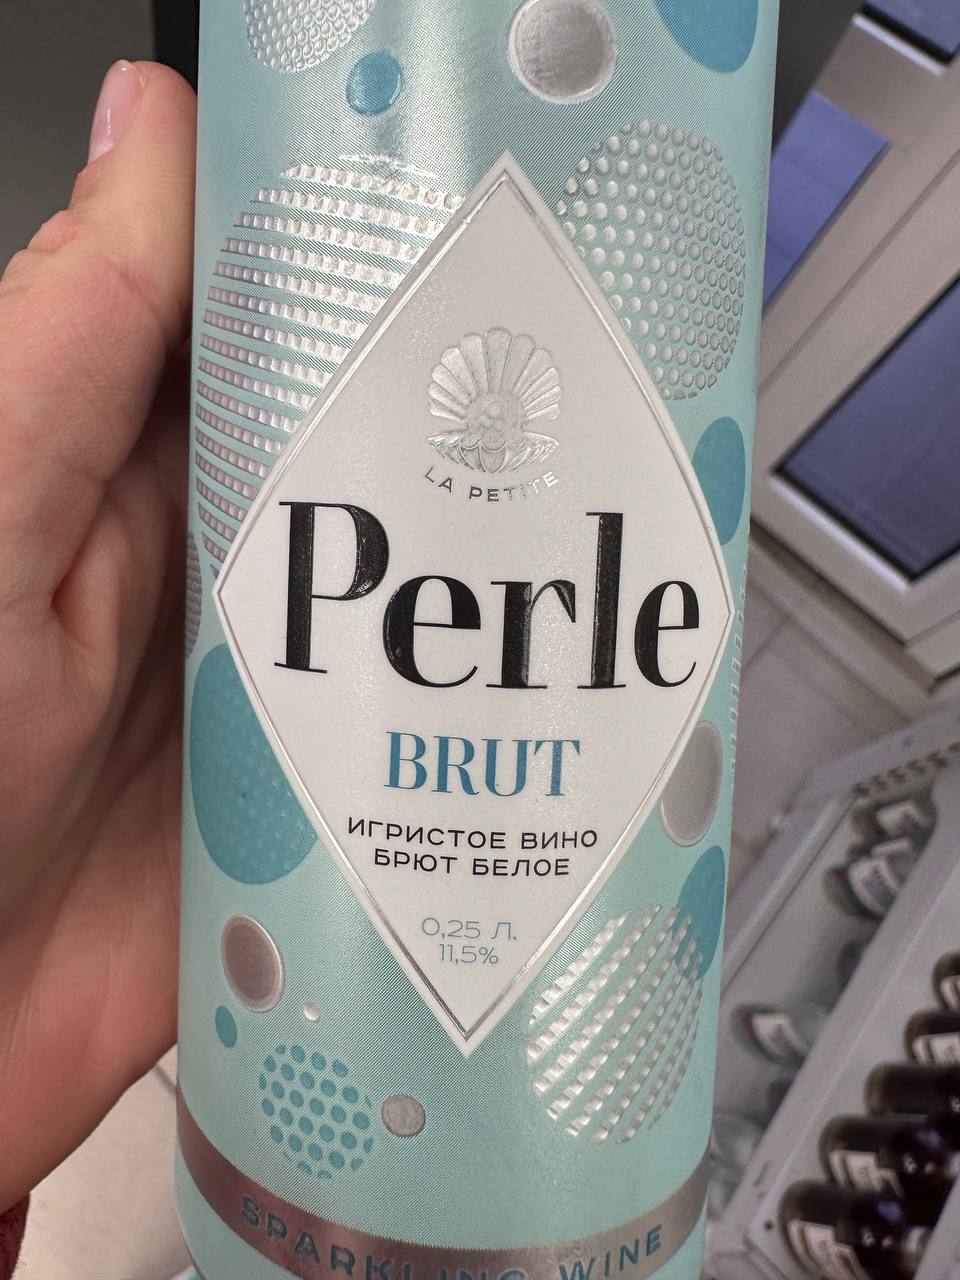 LA PETITE
Perle
BRUT
ИГРИСТОЕ ВИНО
БРЮТ БЕЛОЕ
0,25 Л.
11,5%
SPARKLING WINE